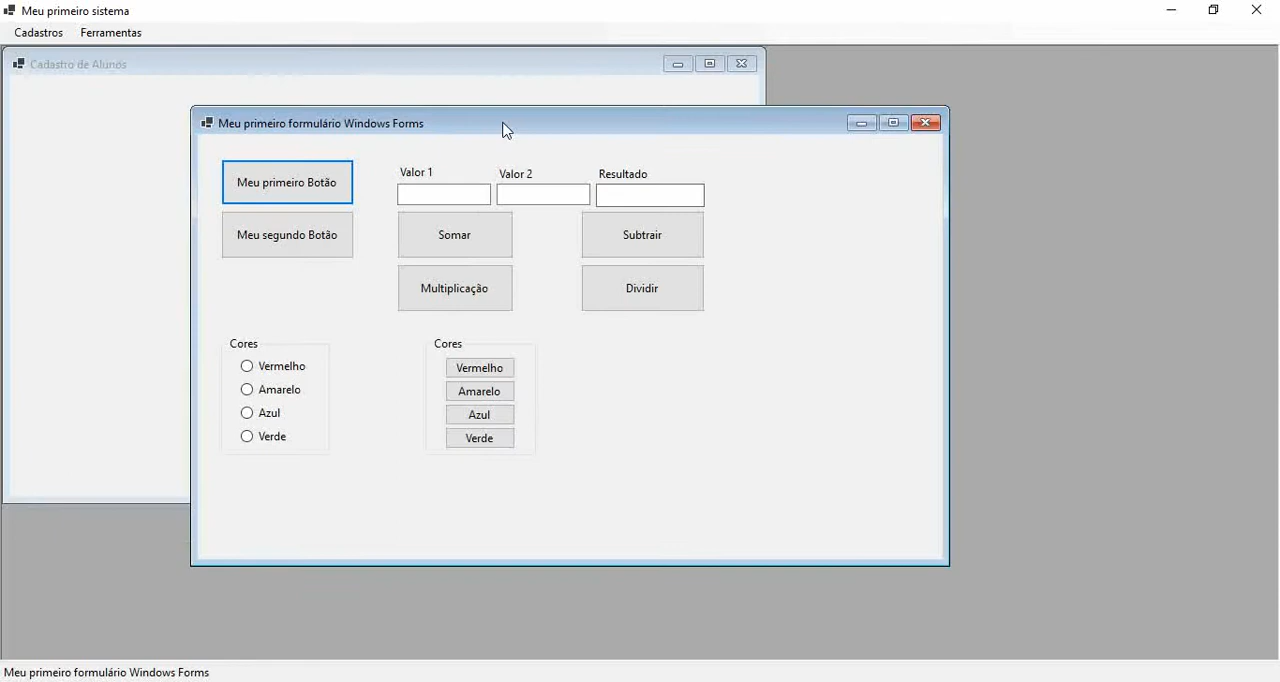 Meu primeiro sistema
Cadastros Ferramentas
Cadastro de Alunos
Meu primeiro formulário Windows Forms
Meu primeiro Botão
Valor 1 Valor 2 Resultado
Meu segundo Botão
Somar Subtrair
Multiplicação Dividir
Cores
Vermelho
Amarelo
Azul
Verde
Cores
Vermelho
Amarelo
Azul
Verde
Meu primeiro formulário Windows Forms